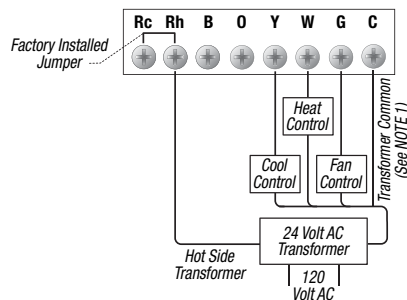 Rc Rh B O Y W G C
Factory Installed
Jumper
Heat
Control
Cool
Control
Fan
Control
Transformer Common
(See NOTE 1)
24 Volt AC
Transformer
Hot Side
Transformer
120
Volt AC